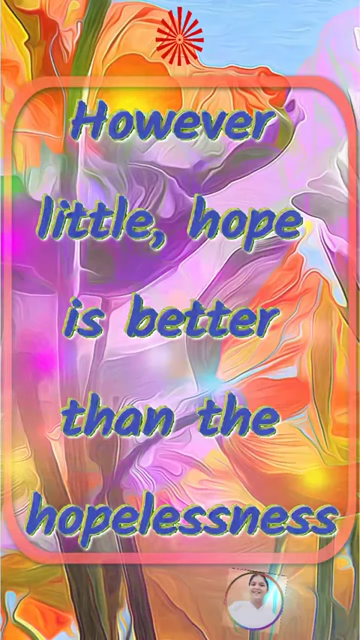 However
little, hope
is better
than the
hopelessness